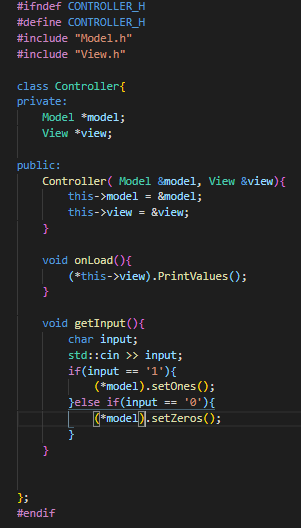 #ifndef CONTROLLER_H
#define CONTROLLER_H
#include "Model.h"
#include "View.h"

class Controller{
private:
    Model *model;
    View *view;

public:
    Controller( Model &model, View &view){
        this->model = &model;
        this->view = &view;
    }

    void onLoad(){
        (*this->view).PrintValues();
    }

    void getInput(){
        char input;
        std::cin >> input;
        if(input == '1'){
            (*model).setOnes();
        }else if(input == '0'){
            (*model).setZeros();
        }
    }


};
#endif